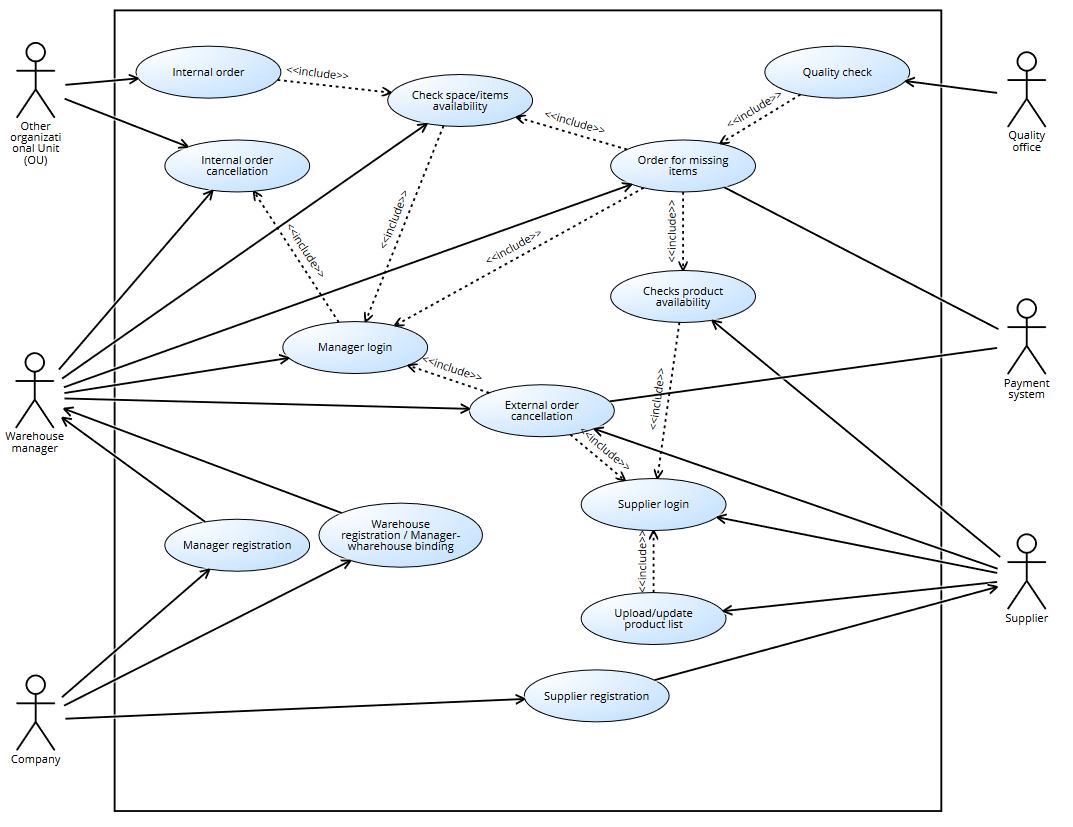 Internal order
<<include>>
Check space/items
availability
Quality check
<<include>>
<<include>>
Other
organizati
onal Unit
(OU)
Quality
office
Internal order
cancellation
Order for missing
items
<<include>>
<<include>>
<<include>>
<<include>>
Checks product
availability
Manager login
<<include>>
Payment
system
<<include>>
External order
cancellation
Warehouse
manager
<<include>>
Supplier login
Manager registration
Warehouse
registration / Manager-
wharehouse binding
<<include>>
Upload/update
product list
Supplier
Supplier registration
Company